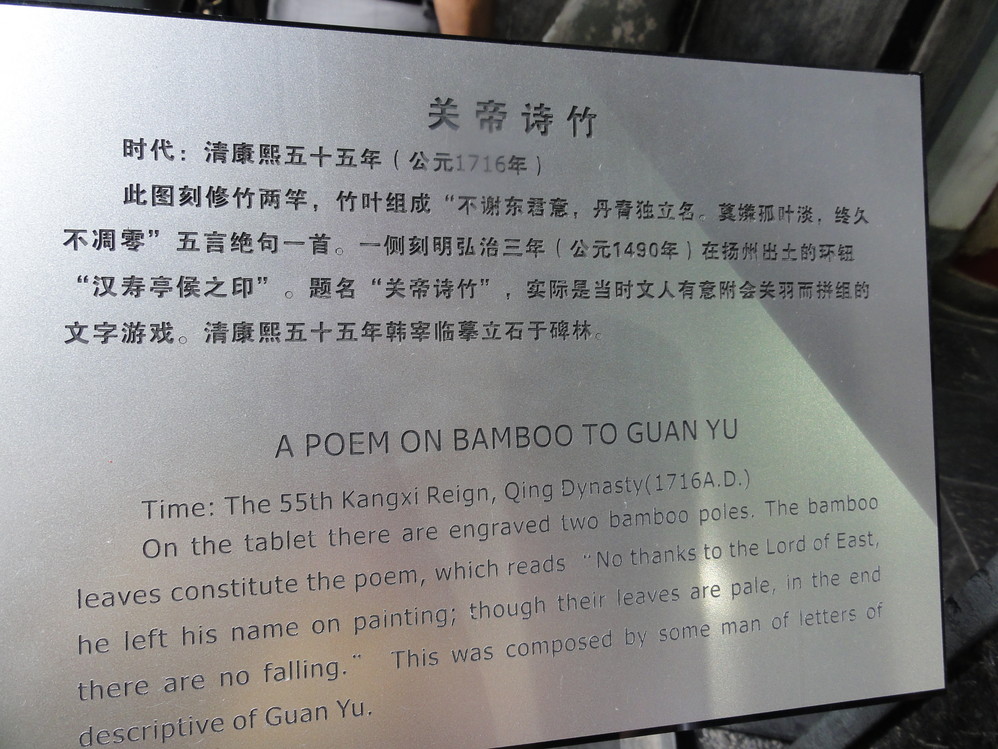 关帝诗竹
时代：清康熙五十五年（公元1716年）
此图刻修竹两竿，竹叶组成“不谢东君意，丹青独立名。莫嫌孤叶淡，终久
不凋零”五言绝句一首。一侧刻明弘治三年（公元1490年）在扬州出土的环钮
“汉寿亭侯之印”。题名“关帝诗竹”，实际是当时文人有意附会关羽而拼组的
文字游戏。清康熙五十五年韩宰临摹立石于碑林。
A POEM ON BAMBOO TO GUAN YU
Time: The 55th Kangxi Reign, Qing Dynasty(1716A.D.)
On the tablet there are engraved two bamboo poles. The bamboo
leaves constitute the poem, which reads “No thanks to the Lord of East,
he left his name on painting; though their leaves are pale, in the end
there are no falling.“ This was composed by some man of letters of
descriptive of Guan Yu.